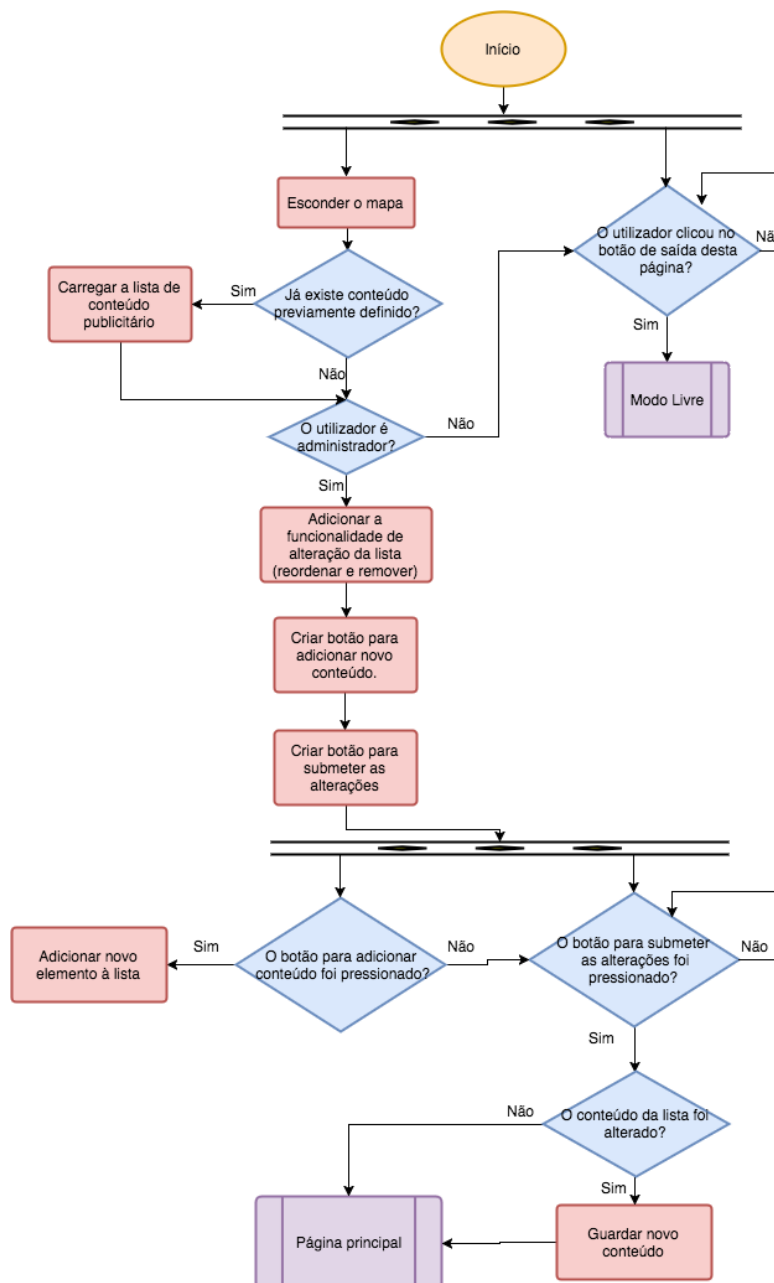 Início
Esconder o mapa
O utilizador clicou no
botão de saída desta
página?
Não
Sim
Modo Livre
Já existe conteúdo
previamente definido?
Sim
Carregar a lista de
conteúdo
publicitário
Não
O utilizador é
administrador?
Não
Sim
Adicionar a
funcionalidade de
alteração da lista
(reordenar e remover)
Criar botão para
adicionar novo
conteúdo.
Criar botão para
submeter as
alterações
O botão para adicionar
conteúdo foi pressionado?
Sim
Adicionar novo
elemento à lista
Não
O botão para submeter
as alterações foi
pressionado?
Não
Sim
O conteúdo da lista foi
alterado?
Não
Sim
Guardar novo
conteúdo
Página principal